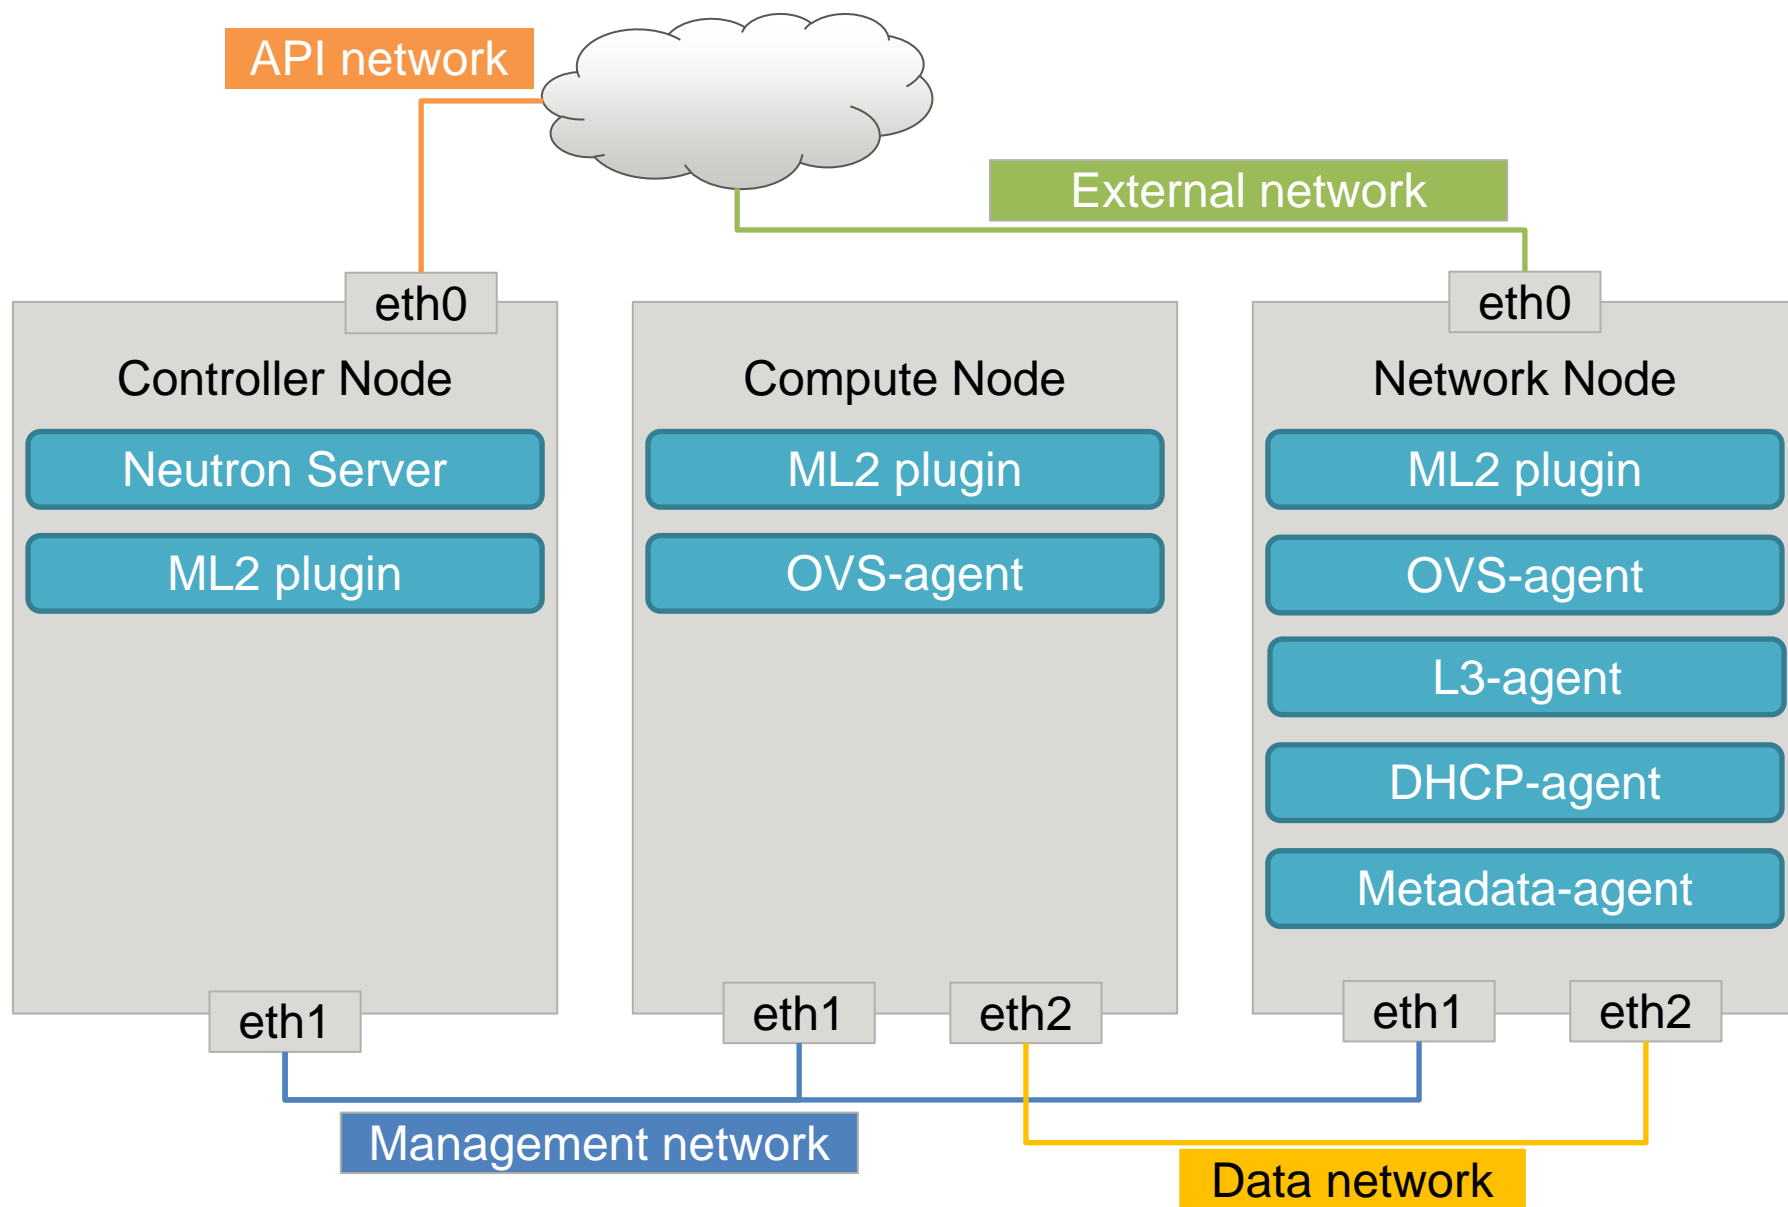 API network
External network
eth0
eth0
Controller Node
Compute Node
Network Node
Neutron Server
ML2 plugin
ML2 plugin
ML2 plugin
OVS-agent
OVS-agent
L3-agent
DHCP-agent
Metadata-agent
eth1
eth1
eth2
eth1
eth2
Management network
Data network